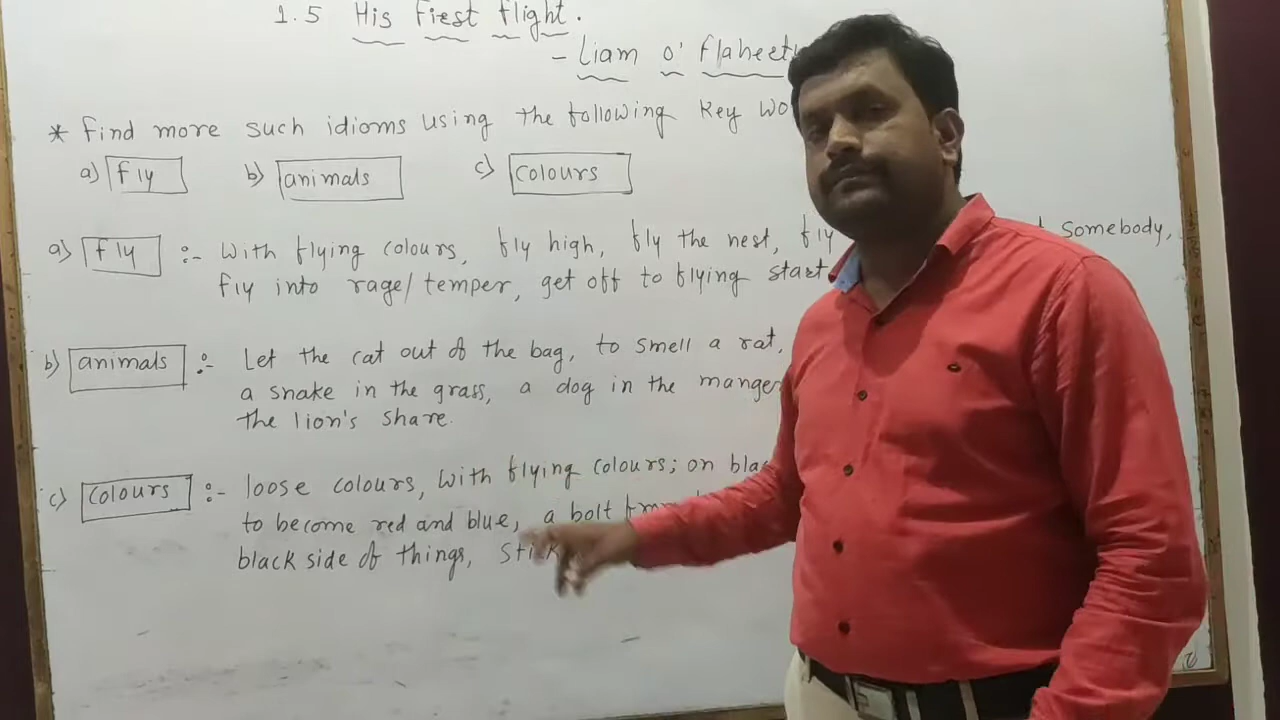 1.5 His first flight.
- Liam o'
* find more such idioms using the following key
a) fly b) animals c) colours
a) fly :- with flying colours, fly high, fly the nest, fly somebody,
fly into rage/temper, get off to flying start
b) animals :- Let the cat out of the bag, to smell a rat,
a snake in the grass, a dog in the manger
the lion's share.
c) colours :- loose colours, with flying colours; on
to become red and blue, a bolt
black side of things,